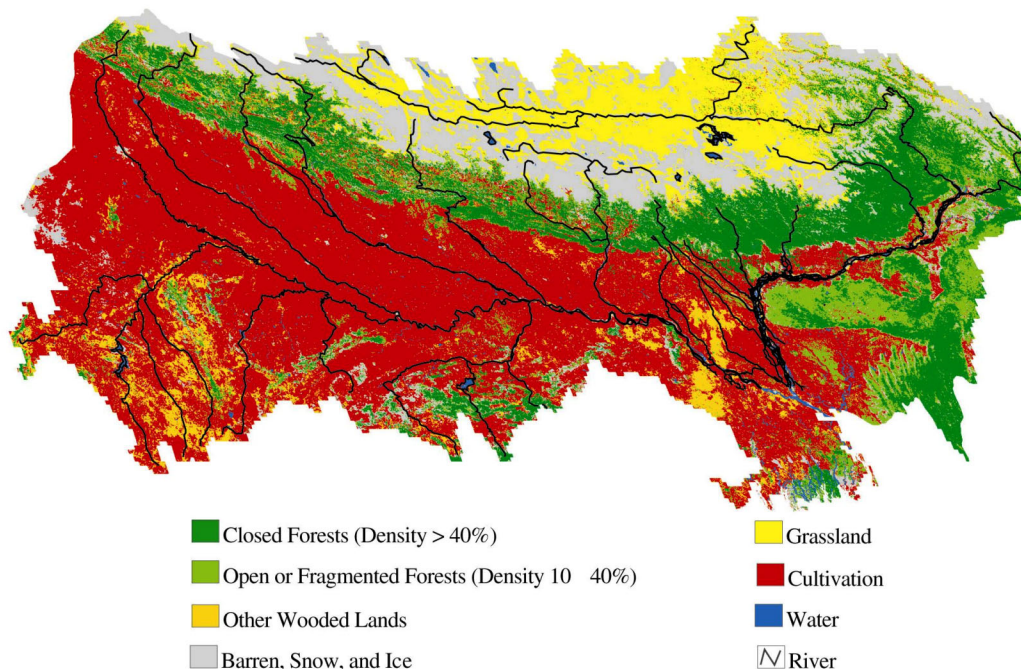 Closed Forests (Density > 40%)
Open or Fragmented Forests (Density 10 40%)
Other Wooded Lands
Barren, Snow, and Ice
Grassland
Cultivation
Water
River